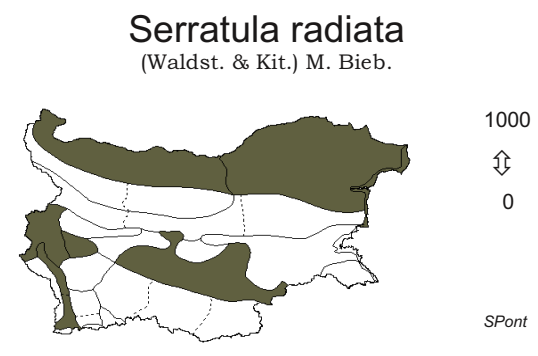 Serratula radiata
(Waldst. & Kit.) M. Bieb.
1000
⇳
0
SPont